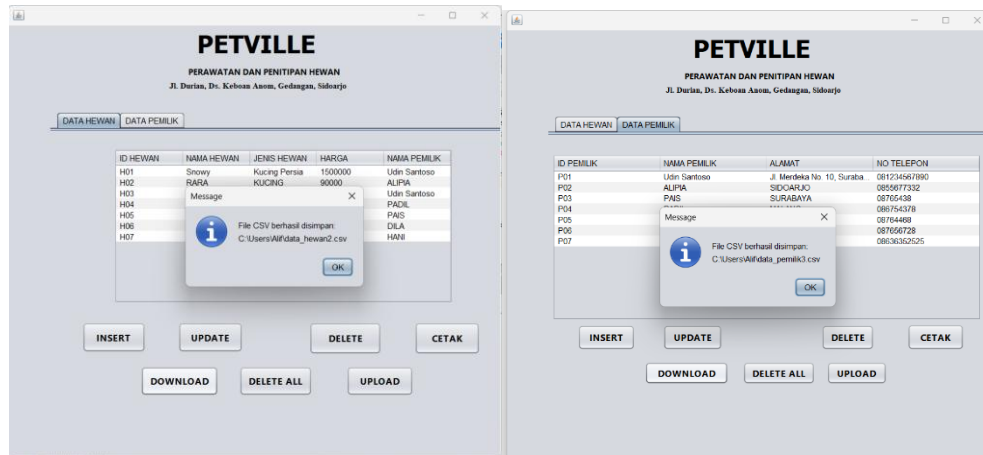 PETVILLE
PERAWATAN DAN PENITIPAN HEWAN
Jl. Durian, Ds. Keboan Anom, Gedangan, Sidoarjo
DATA HEWAN DATA PEMILIK
ID HEWAN NAMA HEWAN JENIS HEWAN HARGA NAMA PEMILIK
H01 Snowy Kucing Persia 1500000 Udin Santoso
H02 RARA KUCING 90000 ALIPIA
H03 Udin Santoso
H04 PADIL
H05 PAIS
H06 DILA
H07 HANI
Message
File CSV berhasil disimpan:
C:\Users\Alif\data_hewan2.csv
OK
INSERT UPDATE DELETE CETAK
DOWNLOAD DELETE ALL UPLOAD
PETVILLE
PERAWATAN DAN PENITIPAN HEWAN
Jl. Durian, Ds. Keboan Anom, Gedangan, Sidoarjo
DATA HEWAN DATA PEMILIK
ID PEMILIK NAMA PEMILIK ALAMAT NO TELEPON
P01 Udin Santoso Jl. Merdeka No. 10, Suraba... 081234567890
P02 ALIPIA SIDOARJO 0855677332
P03 PAIS SURABAYA 08765438
P04 086754378
P05 08764468
P06 087656728
P07 08636352525
Message
File CSV berhasil disimpan:
C:\Users\Alif\data_pemilik3.csv
OK
INSERT UPDATE DELETE CETAK
DOWNLOAD DELETE ALL UPLOAD